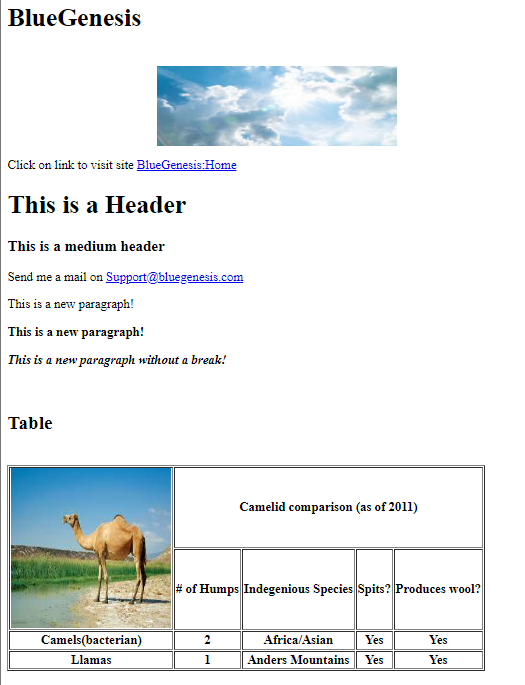 BlueGenesis
Click on link to visit site BlueGenesis:Home
This is a Header
This is a medium header
Send me a mail on Support@bluegenesis.com
This is a new paragraph!
This is a new paragraph!
This is a new paragraph without a break!
Table
Camelid comparison (as of 2011)
# of Humps Indegenious Species Spits? Produces wool?
Camels(bacterian) 2 Africa/Asian Yes Yes
Llamas 1 Anders Mountains Yes Yes